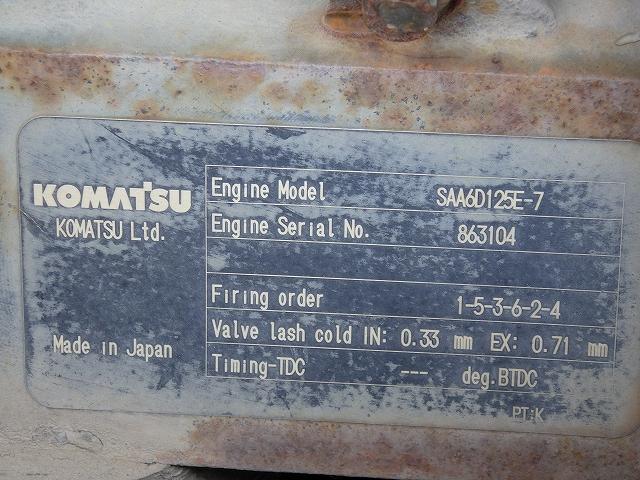 KOMATSU
KOMATSU Ltd.
Made in Japan
Engine Model SAA6D125E-7
Engine Serial No. 863104
Firing order 1-5-3-6-2-4
Valve lash cold IN: 0.33 mm EX: 0.71 mm
Timing-TDC --- deg.BTDC
PT:K